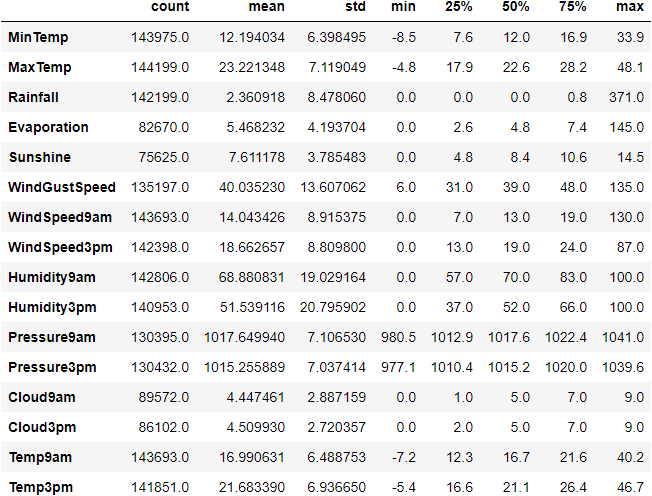 count mean std min 25% 50% 75% max
MinTemp 143975.0 12.194034 6.398495 -8.5 7.6 12.0 16.9 33.9
MaxTemp 144199.0 23.221348 7.119049 -4.8 17.9 22.6 28.2 48.1
Rainfall 142199.0 2.360918 8.478060 0.0 0.0 0.0 0.8 371.0
Evaporation 82670.0 5.468232 4.193704 0.0 2.6 4.8 7.4 145.0
Sunshine 75625.0 7.611178 3.785483 0.0 4.8 8.4 10.6 14.5
WindGustSpeed 135197.0 40.035230 13.607062 6.0 31.0 39.0 48.0 135.0
WindSpeed9am 143693.0 14.043426 8.915375 0.0 7.0 13.0 19.0 130.0
WindSpeed3pm 142398.0 18.662657 8.809800 0.0 13.0 19.0 24.0 87.0
Humidity9am 142806.0 68.880831 19.029164 0.0 57.0 70.0 83.0 100.0
Humidity3pm 140953.0 51.539116 20.795902 0.0 37.0 52.0 66.0 100.0
Pressure9am 130395.0 1017.649940 7.106530 980.5 1012.9 1017.6 1022.4 1041.0
Pressure3pm 130432.0 1015.255889 7.037414 977.1 1010.4 1015.2 1020.0 1039.6
Cloud9am 89572.0 4.447461 2.887159 0.0 1.0 5.0 7.0 9.0
Cloud3pm 86102.0 4.509930 2.720357 0.0 2.0 5.0 7.0 9.0
Temp9am 143693.0 16.990631 6.488753 -7.2 12.3 16.7 21.6 40.2
Temp3pm 141851.0 21.683390 6.936650 -5.4 16.6 21.1 26.4 46.7